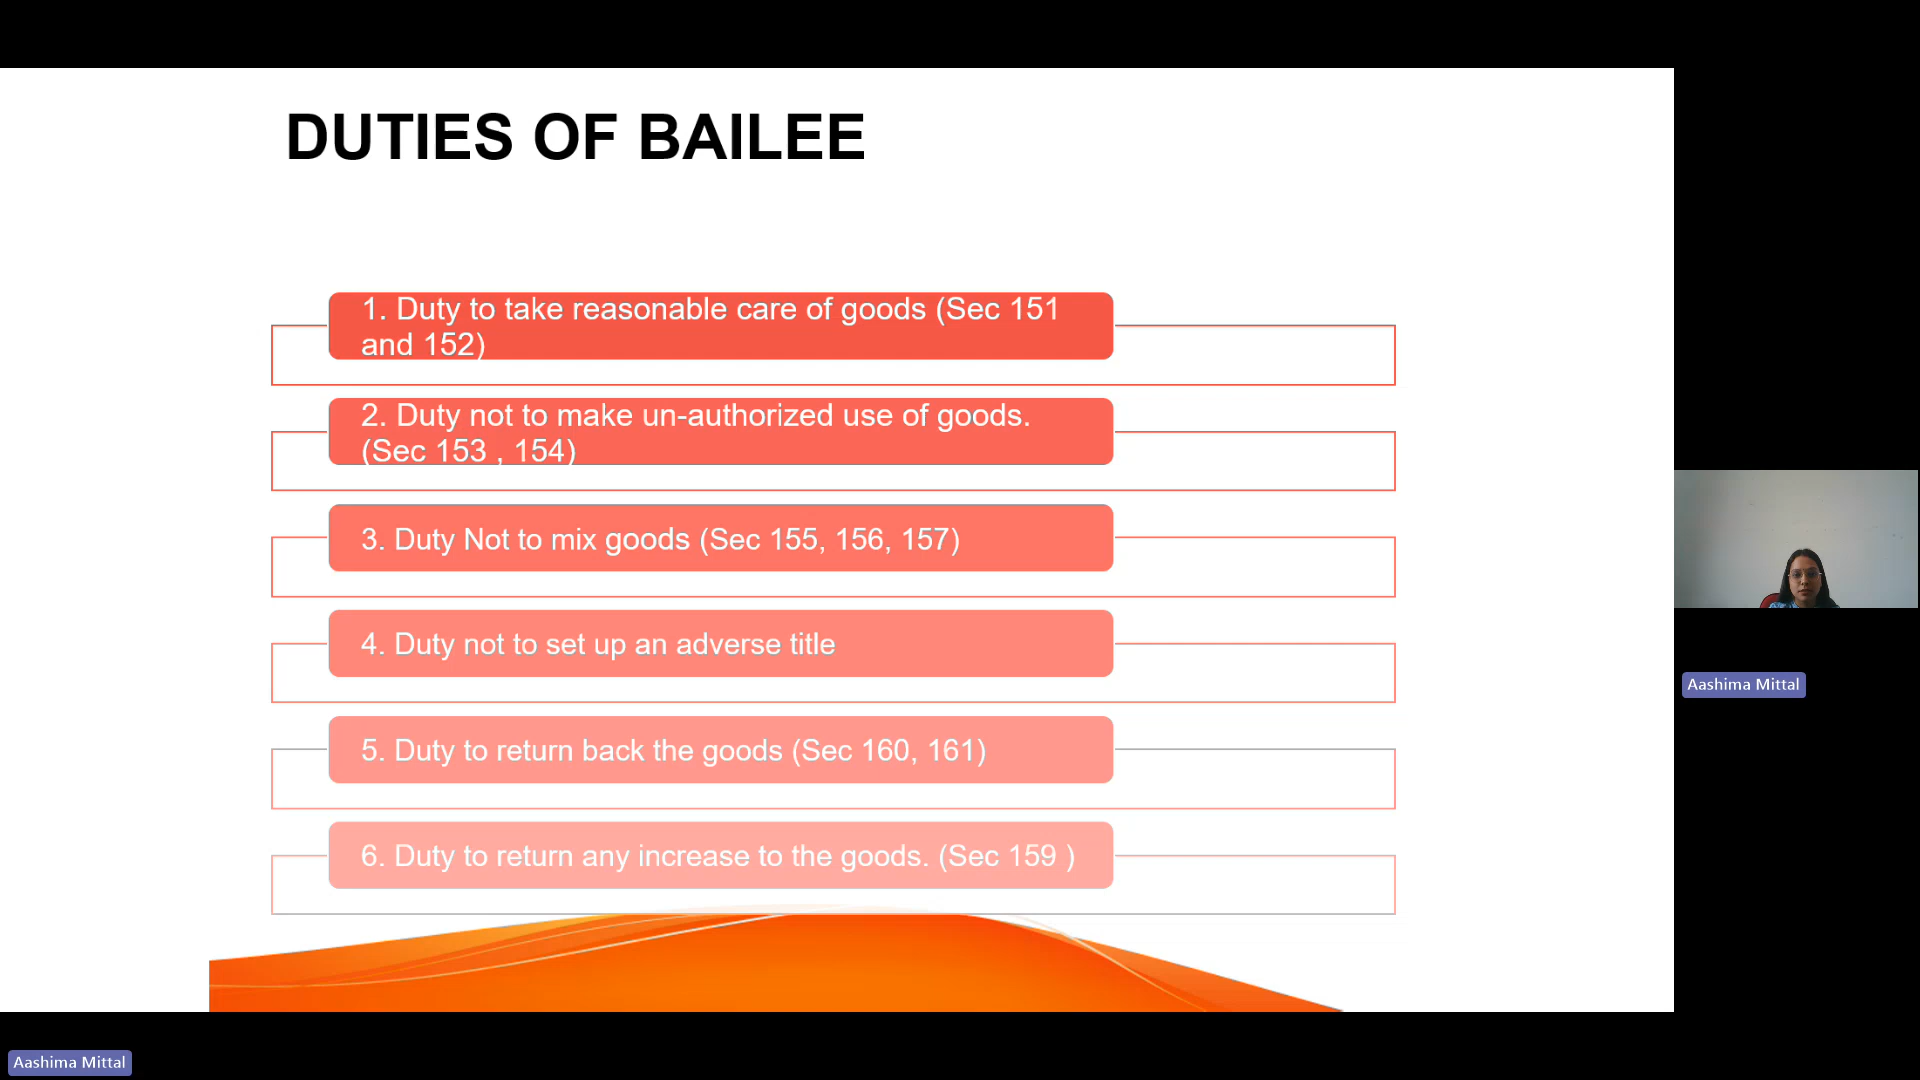 DUTIES OF BAILEE
1. Duty to take reasonable care of goods (Sec 151
and 152)
2. Duty not to make un-authorized use of goods.
(Sec 153 , 154)
3. Duty Not to mix goods (Sec 155, 156, 157)
4. Duty not to set up an adverse title
5. Duty to return back the goods (Sec 160, 161)
6. Duty to return any increase to the goods. (Sec 159 )
Aashima Mittal
Aashima Mittal